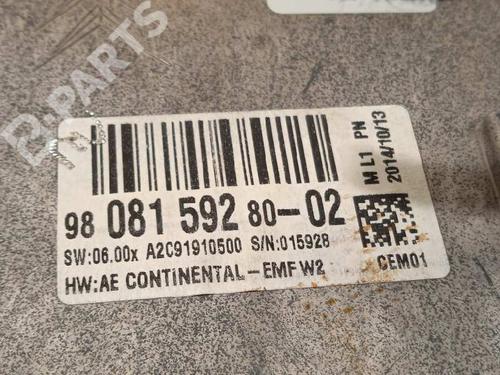 B-PARTS
M L1 PN
2014/10/13
98 081 592 80-02
SW:06.00x A2C91910500 S/N:015928
HW:AE CONTINENTAL-EMF W2
CEM01